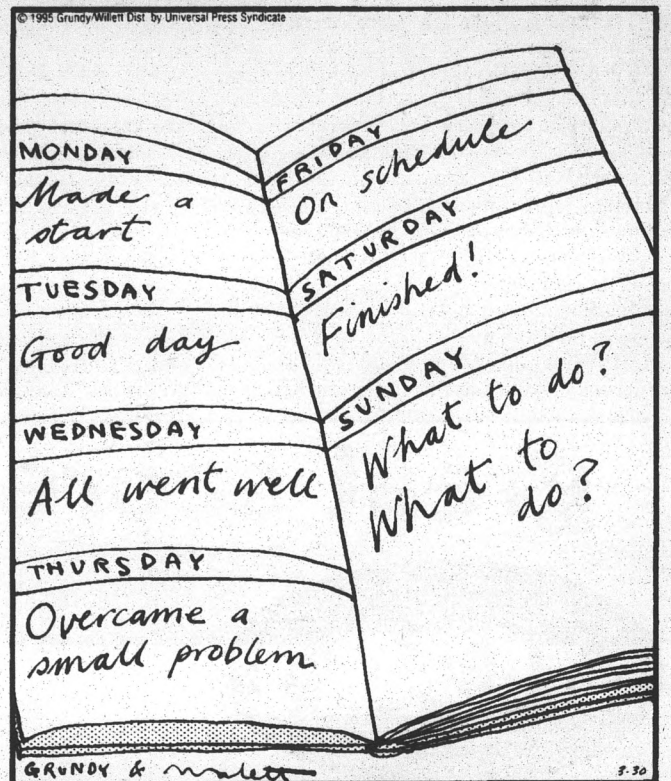 © 1995 Grundy/Willett Dist. by Universal Press Syndicate
MONDAY
Made a
start
TUESDAY
Good day
WEDNESDAY
All went well
THURSDAY
Overcame a
small problem
FRIDAY
On schedule
SATURDAY
Finished!
SUNDAY
What to do?
What to
do?
GRUNDY &
3-30